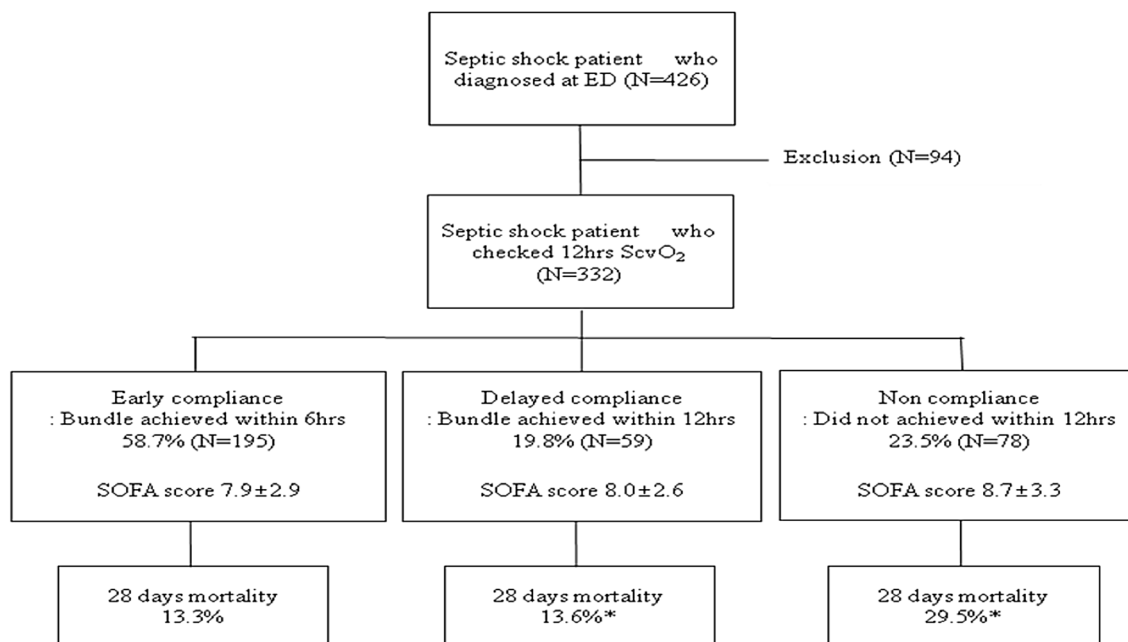 Septic shock patient who
diagnosed at ED (N=426)
Exclusion (N=94)
Septic shock patient who
checked 12hrs ScvO₂
(N=332)
Early compliance
: Bundle achieved within 6hrs
58.7% (N=195)
SOFA score 7.9±2.9
Delayed compliance
: Bundle achieved within 12hrs
19.8% (N=59)
SOFA score 8.0±2.6
Non compliance
: Did not achieved within 12hrs
23.5% (N=78)
SOFA score 8.7±3.3
28 days mortality
13.3%
28 days mortality
13.6%*
28 days mortality
29.5%*